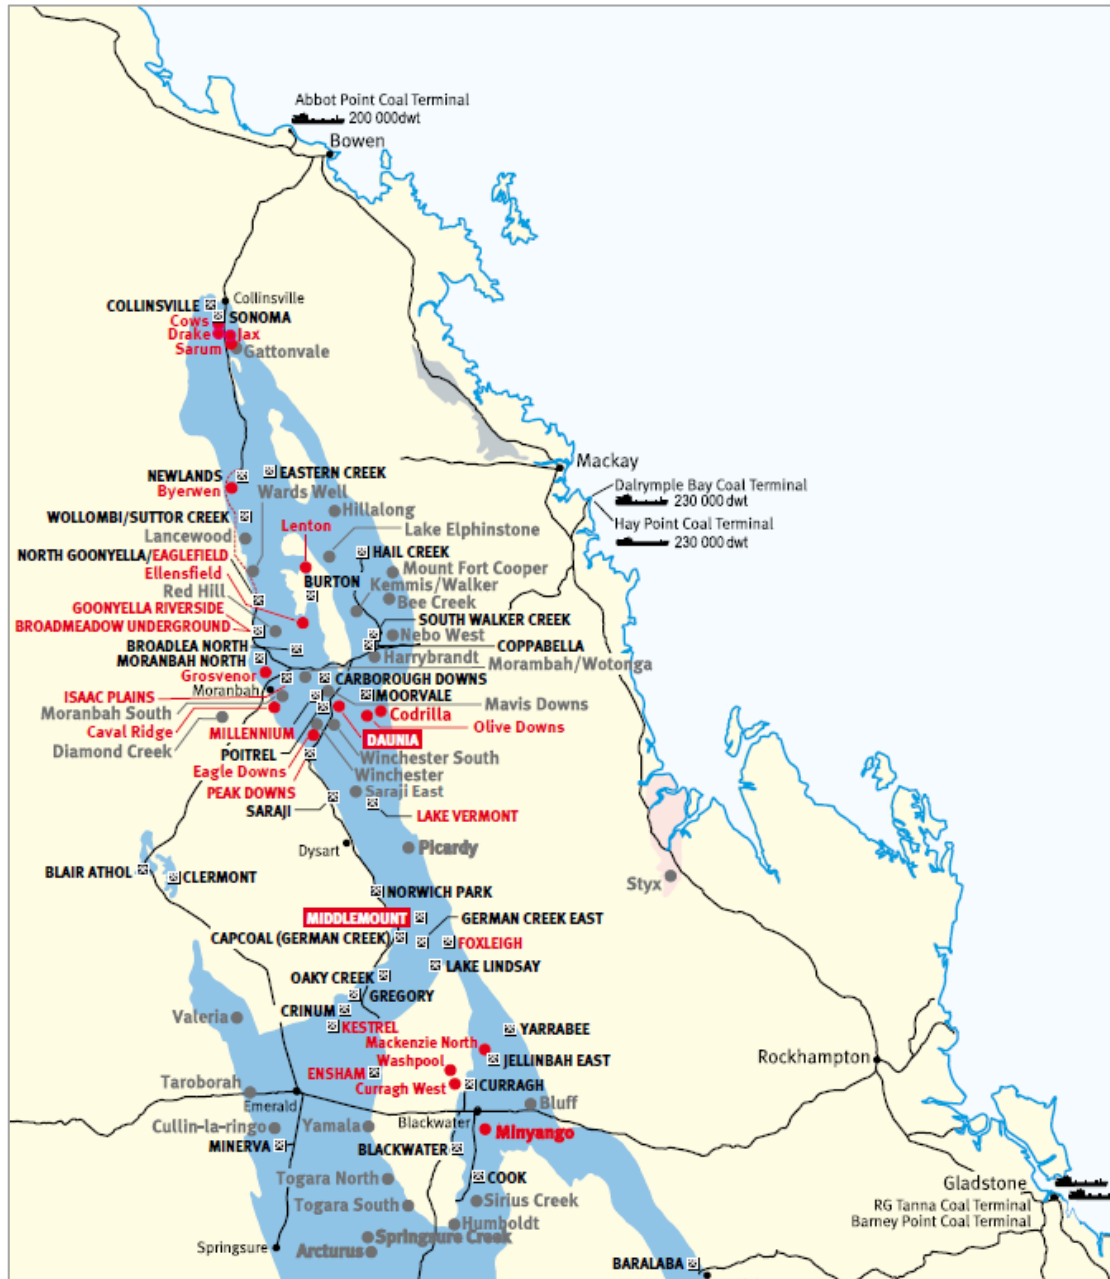 Abbot Point Coal Terminal
200 000dwt
Bowen
Collinsville
COLLINSVILLE
SONOMA
Cows
Drake
Jax
Sarum
Gattonvale
Mackay
NEWLANDS
EASTERN CREEK
Byerwen
Wards Well
Dalrymple Bay Coal Terminal
230 000 dwt
Hillalong
WOLLOMBI/SUTTOR CREEK
Lenton
Lake Elphinstone
Hay Point Coal Terminal
230 000 dwt
Lancewood
NORTH GOONYELLA/EAGLEFIELD
HAIL CREEK
Ellensfield
Mount Fort Cooper
BURTON
Kemmis/Walker
Red Hill
Bee Creek
GOONYELLA RIVERSIDE
SOUTH WALKER CREEK
BROADMEADOW UNDERGROUND
Nebo West
BROADLEA NORTH
COPPABELLA
MORANBAH NORTH
Harrybrandt
Morambah/Wotonga
Grosvenor
CARBOROUGH DOWNS
Moranbah
ISAAC PLAINS
MOORVALE
Mavis Downs
Moranbah South
Codrilla
Caval Ridge
MILLENNIUM
Olive Downs
DAUNIA
Diamond Creek
POITREL
Winchester South
Eagle Downs
Winchester
PEAK DOWNS
Saraji East
SARAJI
LAKE VERMONT
Dysart
Picardy
BLAIR ATHOL
CLERMONT
Styx
NORWICH PARK
MIDDLEMOUNT
GERMAN CREEK EAST
CAPCOAL (GERMAN CREEK)
FOXLEIGH
LAKE LINDSAY
OAKY CREEK
GREGORY
CRINUM
Valeria
KESTREL
YARRABEE
Mackenzie North
Rockhampton
Washpool
JELLINBAH EAST
ENSHAM
Curragh West
CURRAGH
Taroborah
Emerald
Bluff
Blackwater
Cullin-la-ringo
Yamala
Minyango
MINERVA
BLACKWATER
Togara North
COOK
Gladstone
Togara South
Sirius Creek
RG Tanna Coal Terminal
Humboldt
Barney Point Coal Terminal
Springsure Creek
Springsure
Arcturus
BARALABA